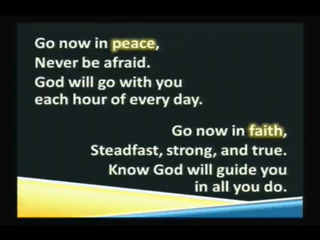 Go now in peace,
Never be afraid.
God will go with you
each hour of every day.
Go now in faith,
Steadfast, strong, and true.
Know God will guide you
in all you do.